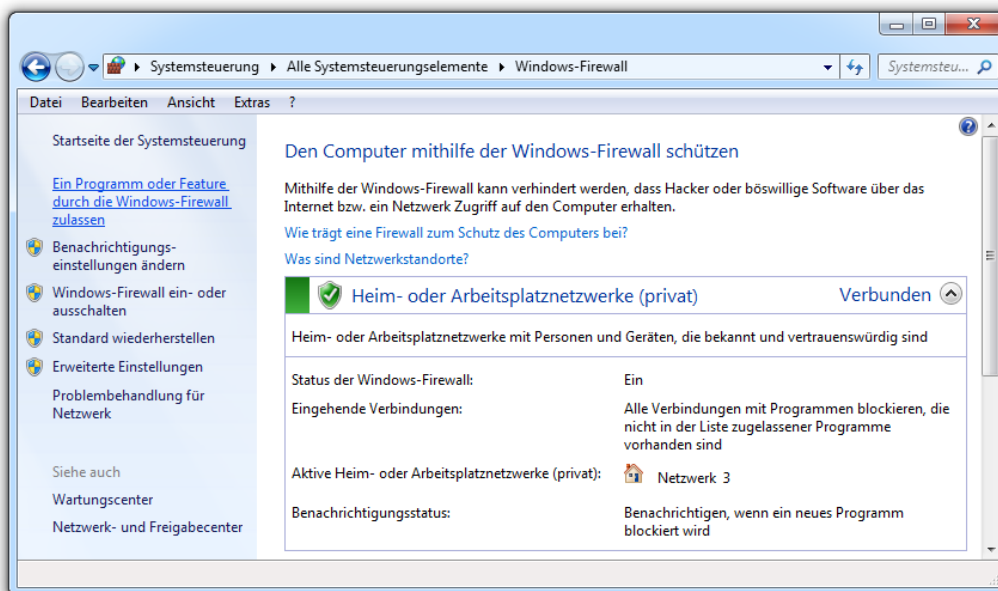 Systemsteuerung ▸ Alle Systemsteuerungselemente ▸ Windows-Firewall
Systemsteu...
Datei Bearbeiten Ansicht Extras ?
Startseite der Systemsteuerung
Ein Programm oder Feature
durch die Windows-Firewall
zulassen
Benachrichtigungs-
einstellungen ändern
Windows-Firewall ein- oder
ausschalten
Standard wiederherstellen
Erweiterte Einstellungen
Problembehandlung für
Netzwerk
Siehe auch
Wartungscenter
Netzwerk- und Freigabecenter
Den Computer mithilfe der Windows-Firewall schützen
Mithilfe der Windows-Firewall kann verhindert werden, dass Hacker oder böswillige Software über das
Internet bzw. ein Netzwerk Zugriff auf den Computer erhalten.
Wie trägt eine Firewall zum Schutz des Computers bei?
Was sind Netzwerkstandorte?
Heim- oder Arbeitsplatznetzwerke (privat) Verbunden
Heim- oder Arbeitsplatznetzwerke mit Personen und Geräten, die bekannt und vertrauenswürdig sind
Status der Windows-Firewall: Ein
Eingehende Verbindungen: Alle Verbindungen mit Programmen blockieren, die
nicht in der Liste zugelassener Programme
vorhanden sind
Aktive Heim- oder Arbeitsplatznetzwerke (privat): Netzwerk 3
Benachrichtigungsstatus: Benachrichtigen, wenn ein neues Programm
blockiert wird